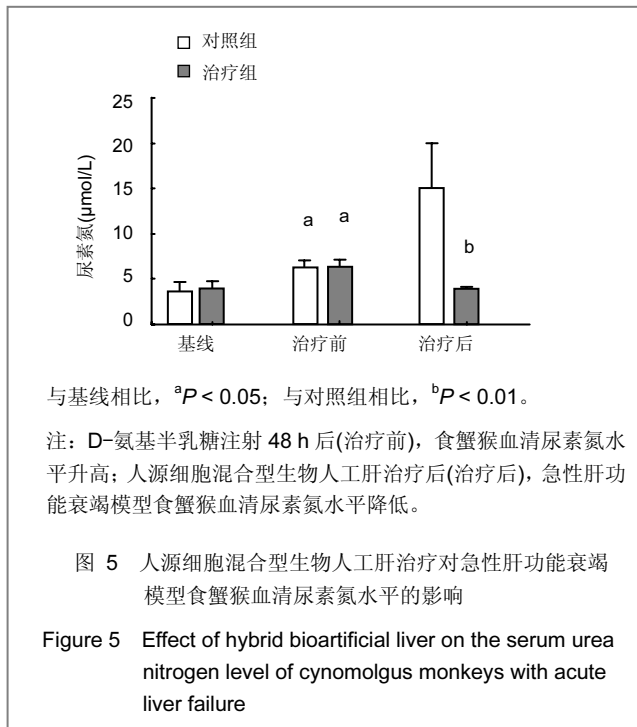 对照组
治疗组
尿素氮(μmol/L)
25
20
15
10
5
0
a a b
基线 治疗前 治疗后
与基线相比，ᵃP < 0.05；与对照组相比，ᵇP < 0.01。
注：D-氨基半乳糖注射 48 h 后(治疗前)，食蟹猴血清尿素氮水
平升高；人源细胞混合型生物人工肝治疗后(治疗后)，急性肝功
能衰竭模型食蟹猴血清尿素氮水平降低。
图 5 人源细胞混合型生物人工肝治疗对急性肝功能衰竭
模型食蟹猴血清尿素氮水平的影响
Figure 5 Effect of hybrid bioartificial liver on the serum urea
nitrogen level of cynomolgus monkeys with acute
liver failure